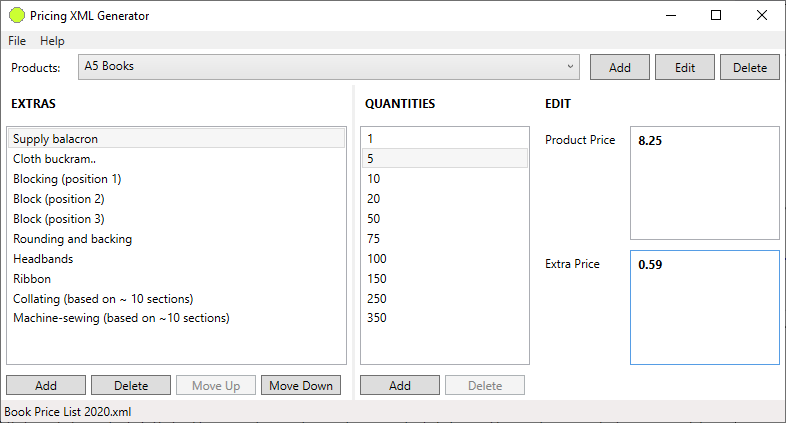 Pricing XML Generator
File Help
Products: A5 Books Add Edit Delete
EXTRAS
Supply balacron
Cloth buckram..
Blocking (position 1)
Block (position 2)
Block (position 3)
Rounding and backing
Headbands
Ribbon
Collating (based on ~ 10 sections)
Machine-sewing (based on ~10 sections)
Add Delete Move Up Move Down
QUANTITIES
1
5
10
20
50
75
100
150
250
350
Add Delete
EDIT
Product Price 8.25
Extra Price 0.59
Book Price List 2020.xml